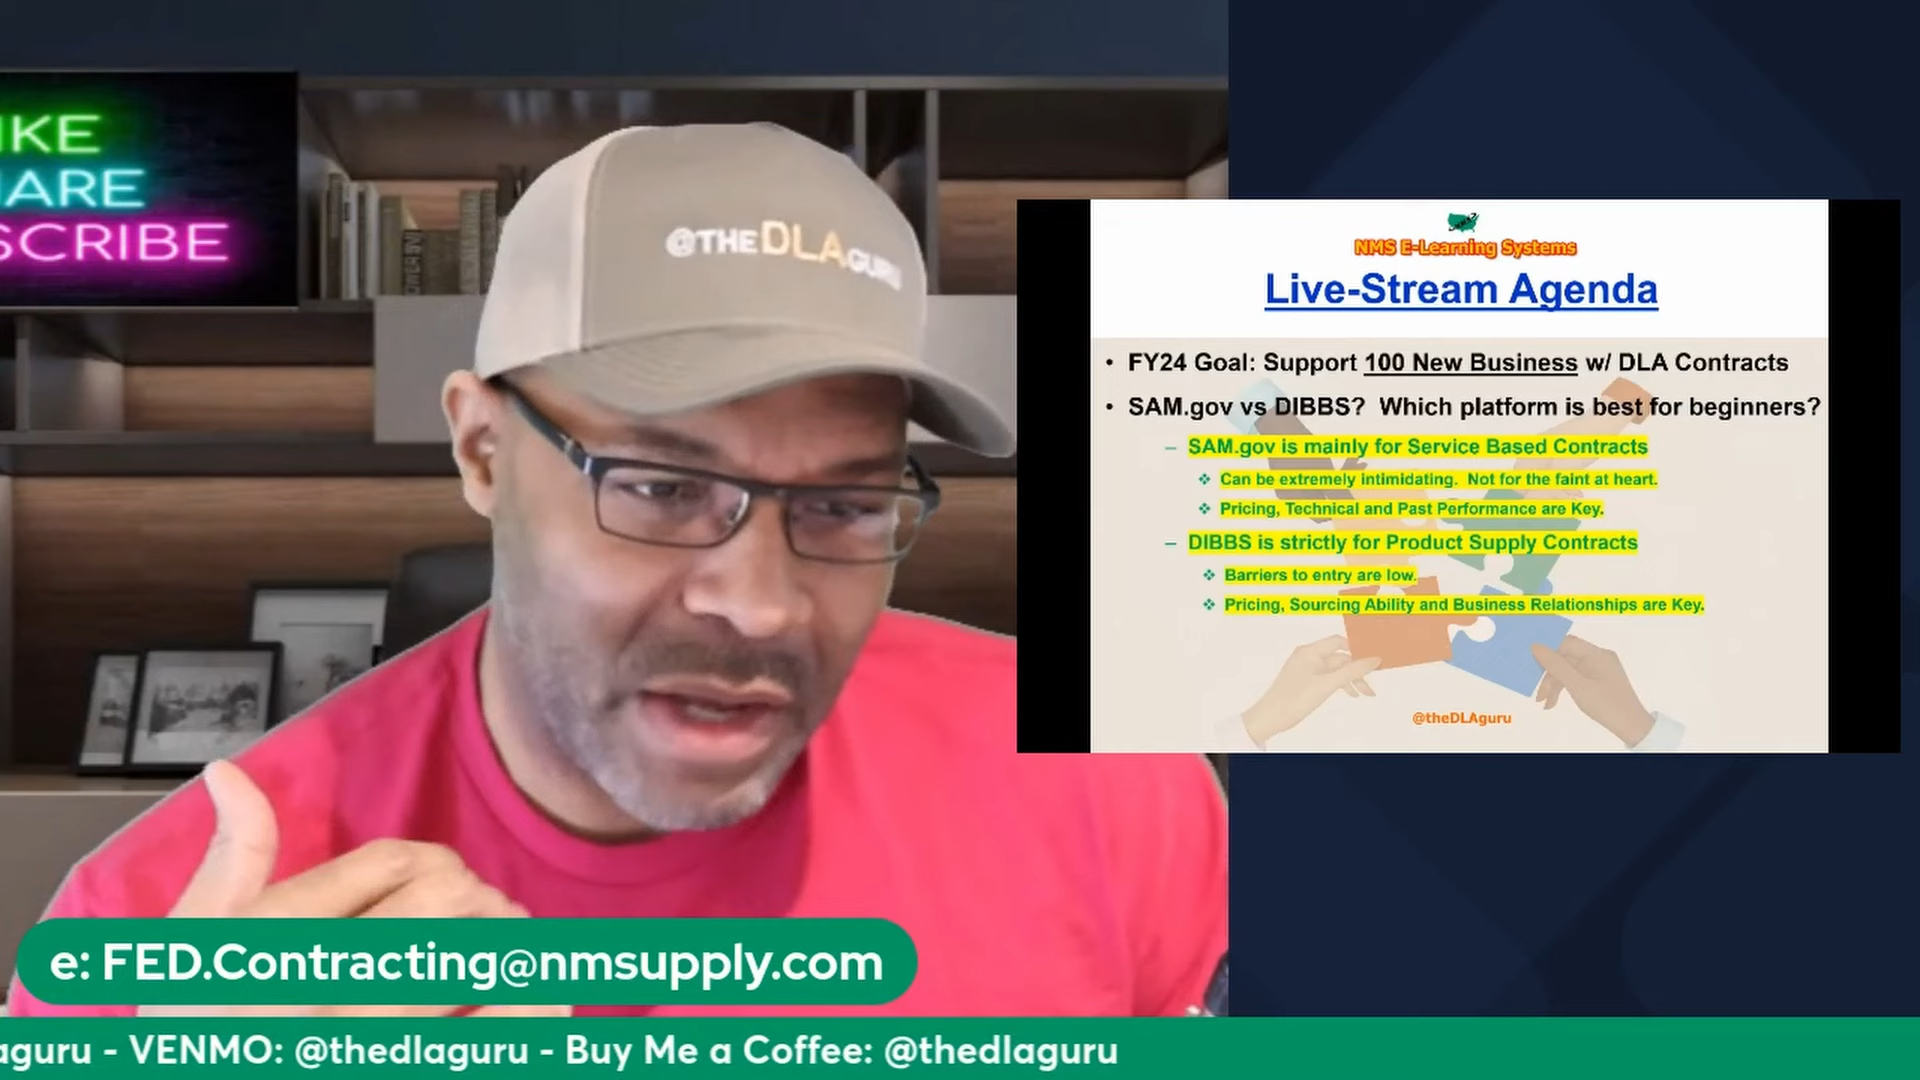 IKE
IARE
SCRIBE
@THEDLAGURU
NMS E-Learning Systems
Live-Stream Agenda
• FY24 Goal: Support 100 New Business w/ DLA Contracts
• SAM.gov vs DIBBS? Which platform is best for beginners?
– SAM.gov is mainly for Service Based Contracts
❖ Can be extremely intimidating. Not for the faint at heart.
❖ Pricing, Technical and Past Performance are Key.
– DIBBS is strictly for Product Supply Contracts
❖ Barriers to entry are low.
❖ Pricing, Sourcing Ability and Business Relationships are Key.
@theDLAguru
e: FED.Contracting@nmsupply.com
aguru - VENMO: @thedlaguru - Buy Me a Coffee: @thedlaguru